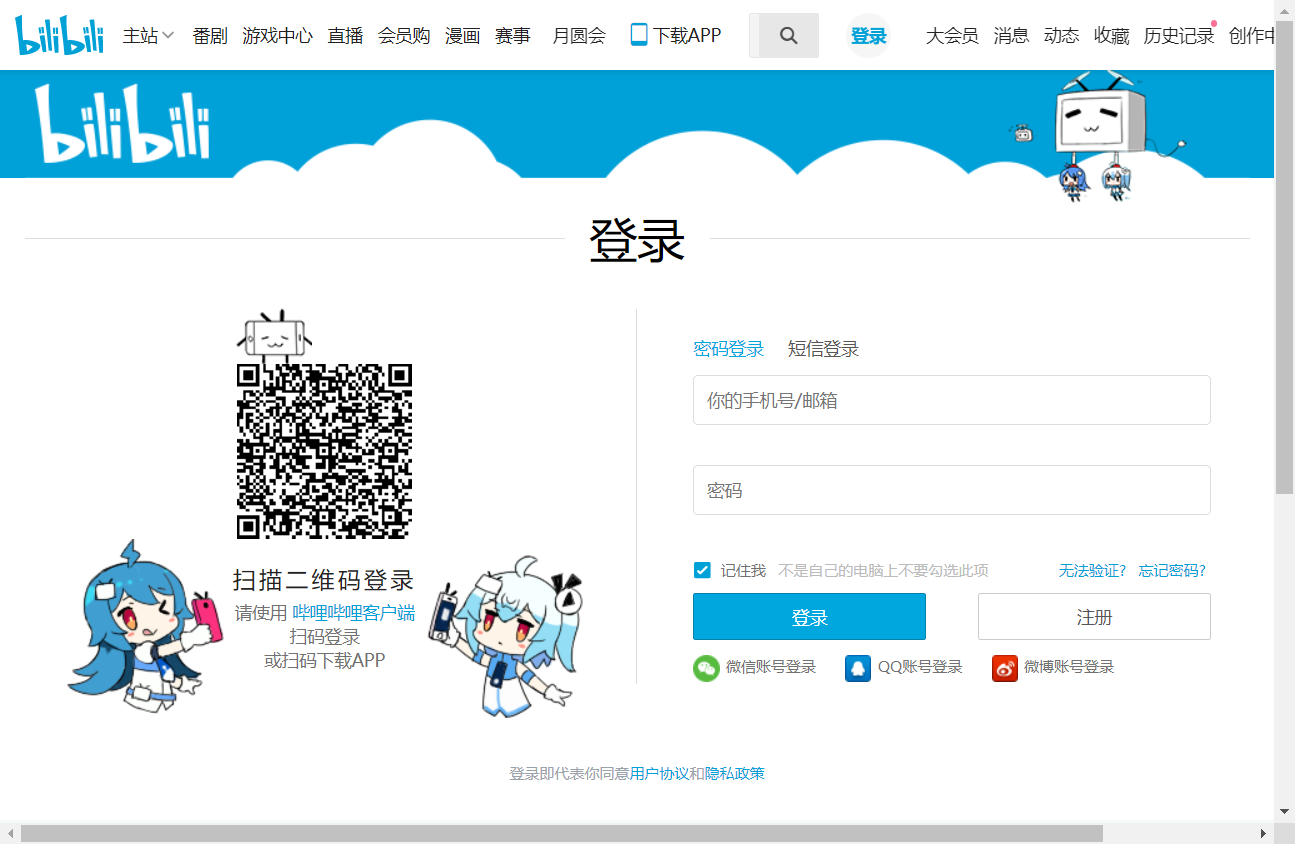 bilibili 主站 番剧 游戏中心 直播 会员购 漫画 赛事 月圆会 下载APP 登录 大会员 消息 动态 收藏 历史记录 创作中
bilibili
登录
密码登录 短信登录
你的手机号/邮箱
密码
记住我 不是自己的电脑上不要勾选此项 无法验证? 忘记密码?
登录 注册
微信账号登录 QQ账号登录 微博账号登录
扫描二维码登录
请使用 哔哩哔哩客户端
扫码登录
或扫码下载APP
登录即代表你同意用户协议和隐私政策